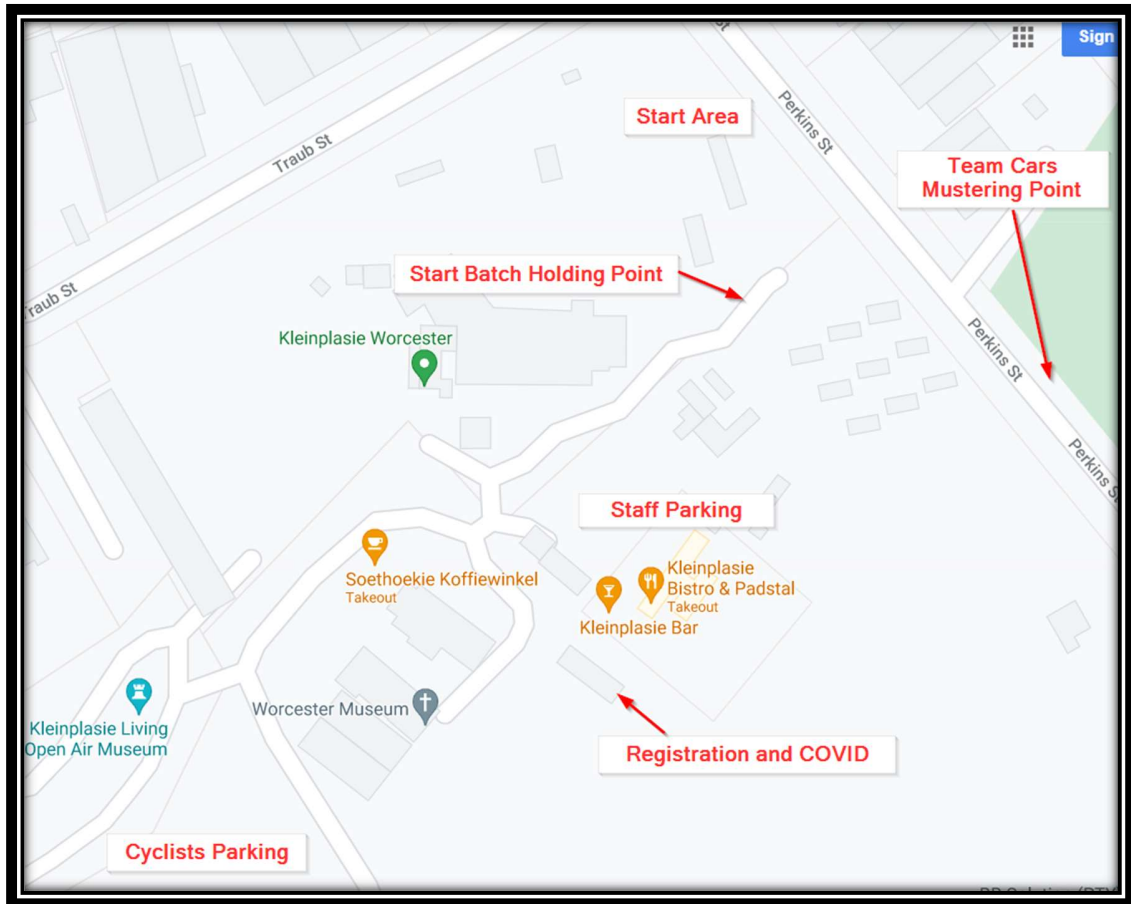 Sign
Start Area
Perkins St
Traub St
Team Cars
Mustering Point
Start Batch Holding Point
Traub St
Kleinplasie Worcester
Perkins St
Perkins St
Staff Parking
Soethoekie Koffiewinkel
Takeout
Kleinplasie
Bistro & Padstal
Takeout
Kleinplasie Bar
Worcester Museum
Kleinplasie Living
Open Air Museum
Registration and COVID
Cyclists Parking